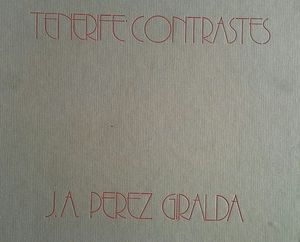 TENERIFE CONTRASTES
J.A. PEREZ GIRALDA